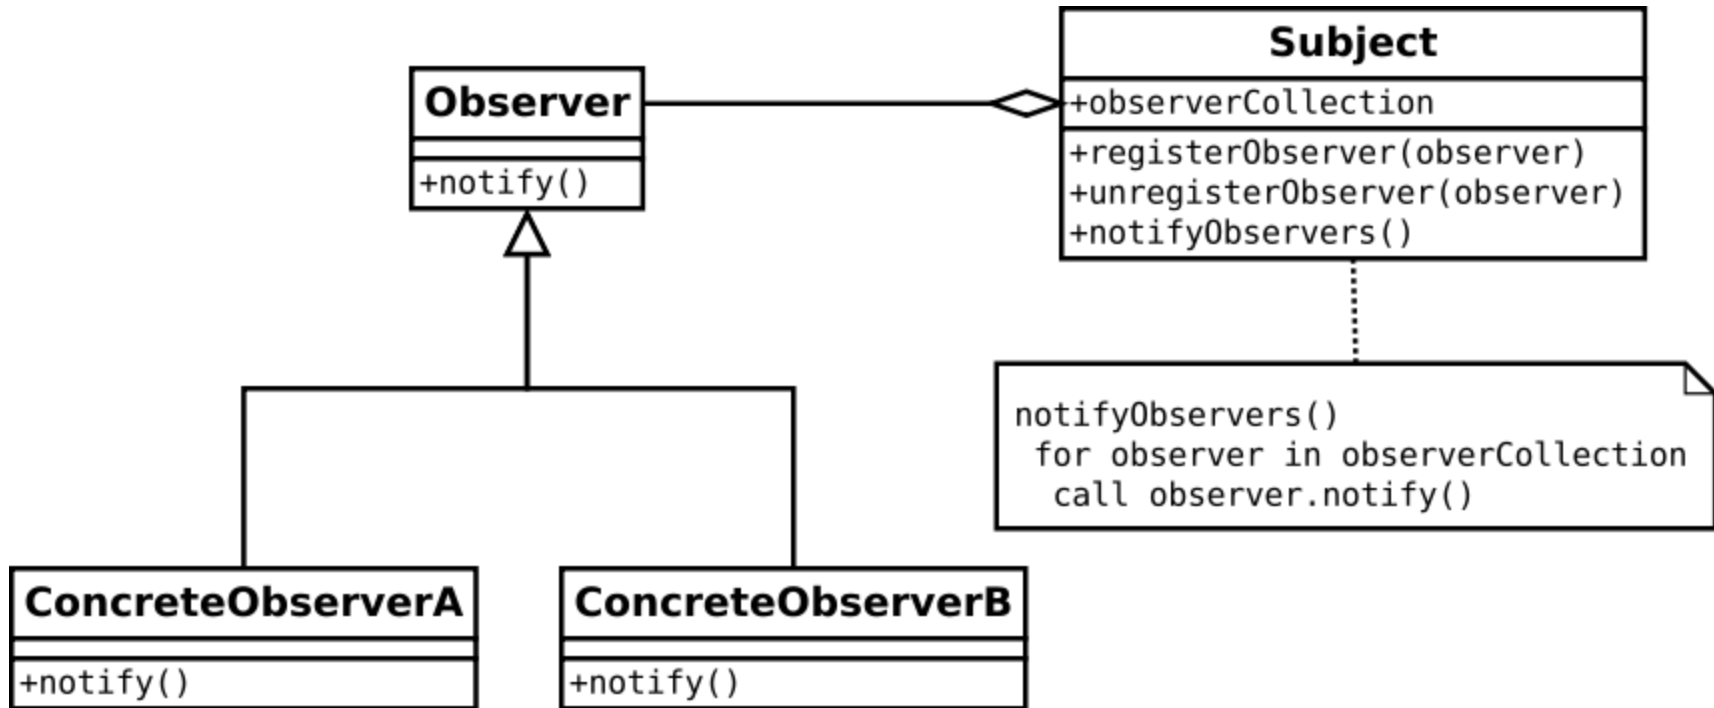 Subject
+observerCollection
+registerObserver(observer)
+unregisterObserver(observer)
+notifyObservers()
Observer
+notify()
notifyObservers()
for observer in observerCollection
call observer.notify()
ConcreteObserverA
+notify()
ConcreteObserverB
+notify()